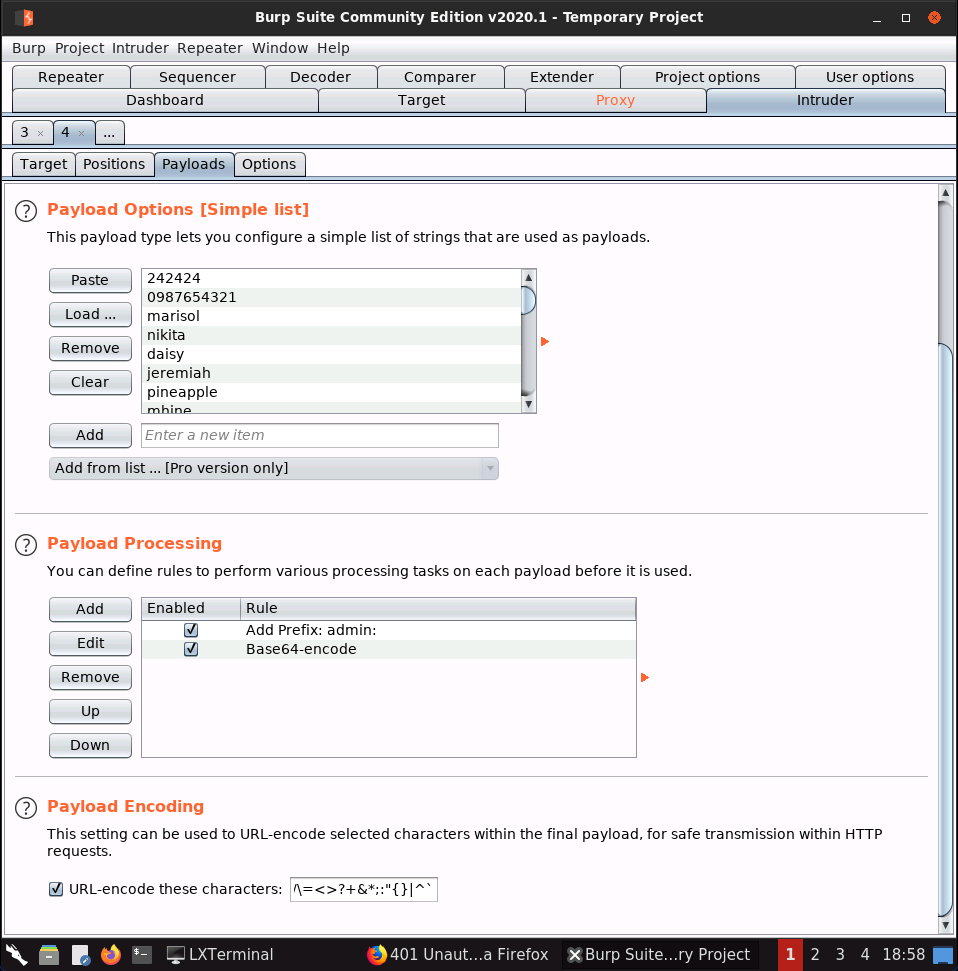 Burp Suite Community Edition v2020.1 - Temporary Project
Burp Project Intruder Repeater Window Help
Repeater Sequencer Decoder Comparer Extender Project options User options
Dashboard Target Proxy Intruder
3 × 4 × ...
Target Positions Payloads Options
? Payload Options [Simple list]
This payload type lets you configure a simple list of strings that are used as payloads.
Paste 242424
0987654321
Load ... marisol
nikita
Remove daisy
jeremiah
Clear pineapple
mhine
Add Enter a new item
Add from list ... [Pro version only]
? Payload Processing
You can define rules to perform various processing tasks on each payload before it is used.
Add Enabled Rule
Add Prefix: admin:
Edit Base64-encode
Remove
Up
Down
? Payload Encoding
This setting can be used to URL-encode selected characters within the final payload, for safe transmission within HTTP
requests.
URL-encode these characters: \=<>?+&*;:"{}|^`
LXTerminal 401 Unaut...a Firefox Burp Suite...ry Project 1 2 3 4 18:58